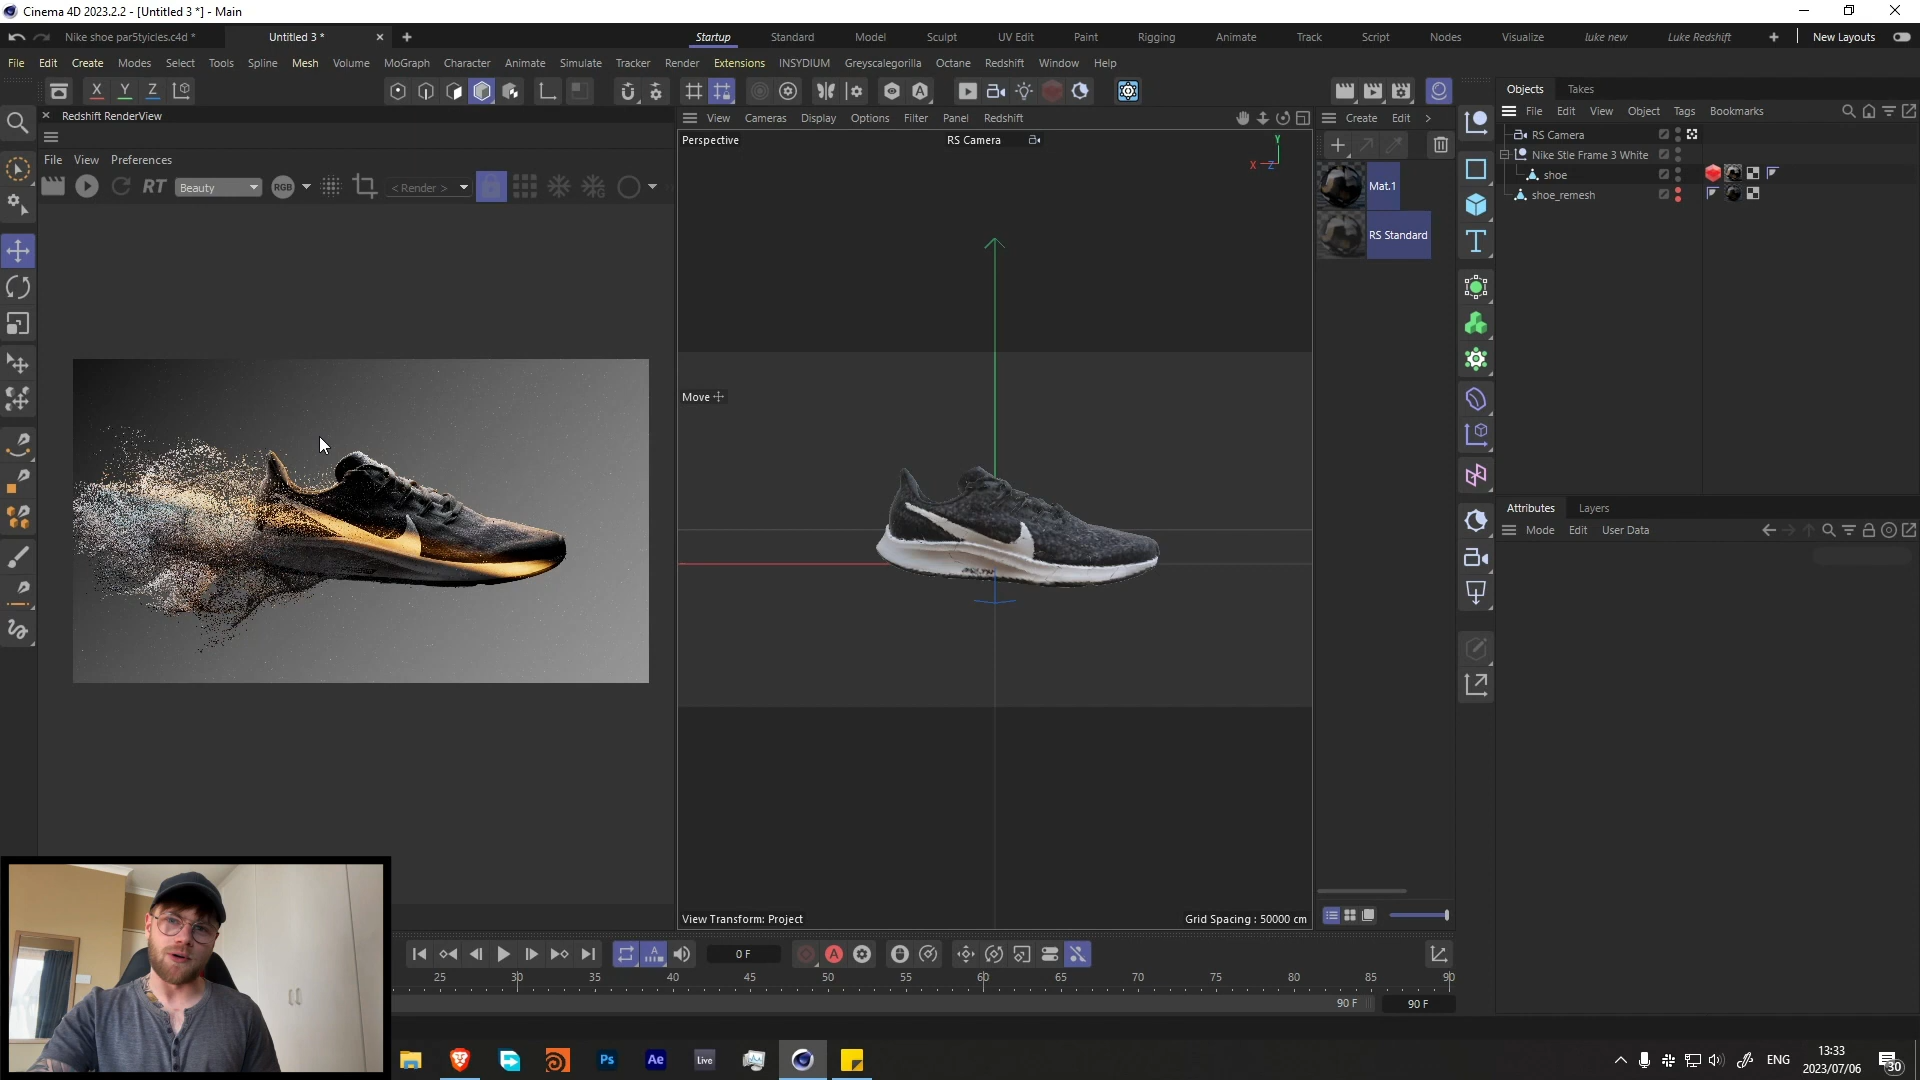 Cinema 4D 2023.2.2 - [Untitled 3 *] - Main
Nike shoe par5tyicles.c4d *
Untitled 3 *
Startup
Standard
Model
Sculpt
UV Edit
Paint
Rigging
Animate
Track
Script
Nodes
Visualize
luke new
Luke Redshift
New Layouts
File Edit Create Modes Select Tools Spline Mesh Volume MoGraph Character Animate Simulate Tracker Render Extensions INSYDIUM Greyscalegorilla Octane Redshift Window Help
X Y Z
Redshift RenderView
File View Preferences
RT Beauty RGB < Render >
View Cameras Display Options Filter Panel Redshift
Perspective
RS Camera
Y
X Z
Move
View Transform: Project
Grid Spacing : 50000 cm
Create Edit
Mat.1
RS Standard
Objects Takes
File Edit View Object Tags Bookmarks
RS Camera
Nike Stie Frame 3 White
shoe
shoe_remesh
Attributes Layers
Mode Edit User Data
0 F
25 30 35 40 45 50 55 60 65 70 75 80 85 90
90 F
90 F
Ps
Ae
Live
ENG
13:33
2023/07/06
30